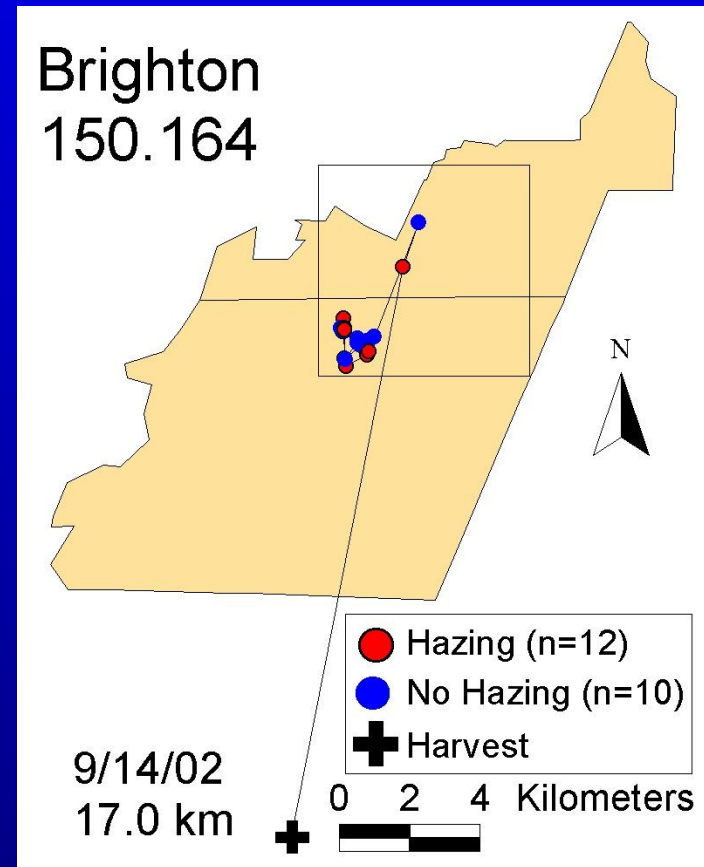 Brighton
150.164
N
Hazing (n=12)
No Hazing (n=10)
Harvest
9/14/02
17.0 km
0 2 4 Kilometers